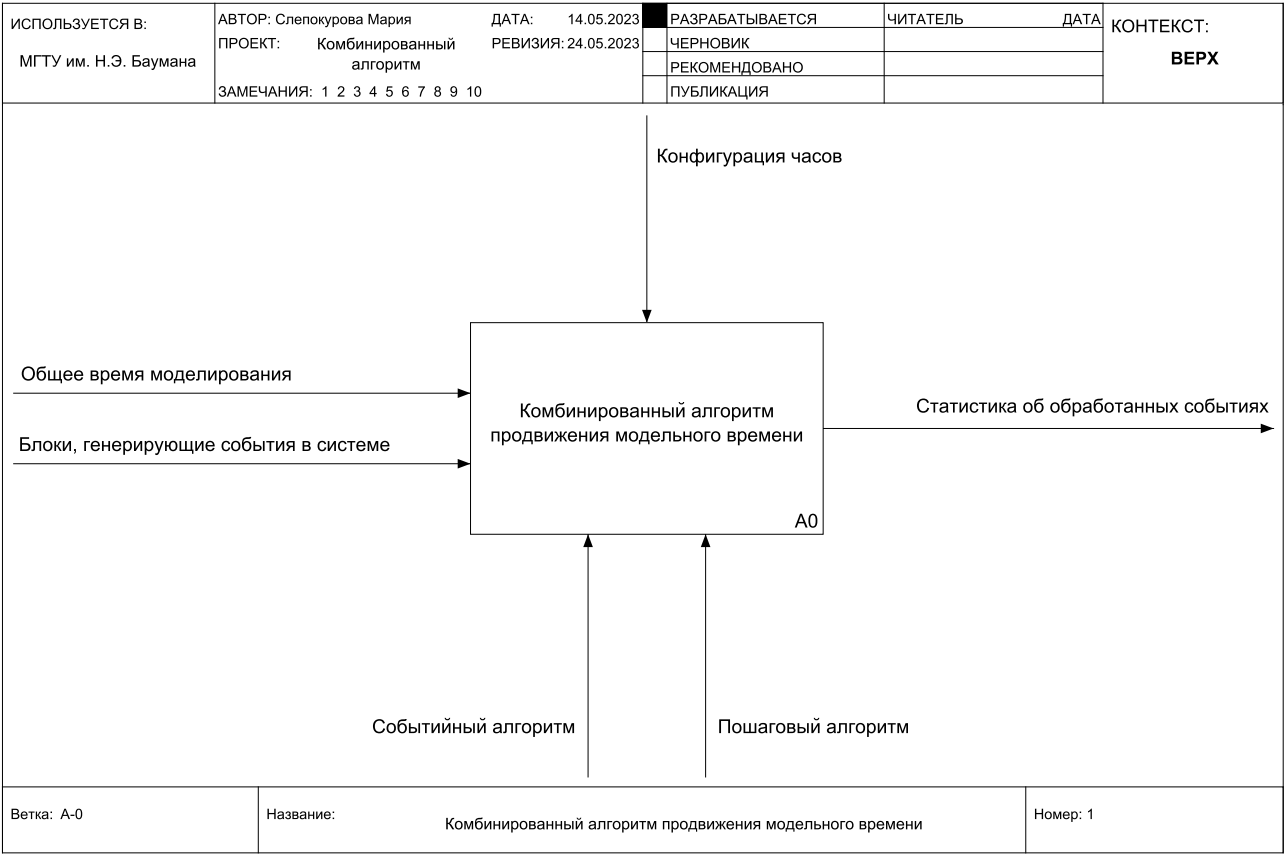 ИСПОЛЬЗУЕТСЯ В:
МГТУ им. Н.Э. Баумана
АВТОР: Слепокурова Мария
ДАТА: 14.05.2023
ПРОЕКТ: Комбинированный
алгоритм
РЕВИЗИЯ: 24.05.2023
ЗАМЕЧАНИЯ: 1 2 3 4 5 6 7 8 9 10
РАЗРАБАТЫВАЕТСЯ
ЧЕРНОВИК
РЕКОМЕНДОВАНО
ПУБЛИКАЦИЯ
ЧИТАТЕЛЬ ДАТА
КОНТЕКСТ:
ВЕРХ
Конфигурация часов
Общее время моделирования
Блоки, генерирующие события в системе
Комбинированный алгоритм
продвижения модельного времени
A0
Статистика об обработанных событиях
Событийный алгоритм
Пошаговый алгоритм
Ветка: A-0
Название:
Комбинированный алгоритм продвижения модельного времени
Номер: 1